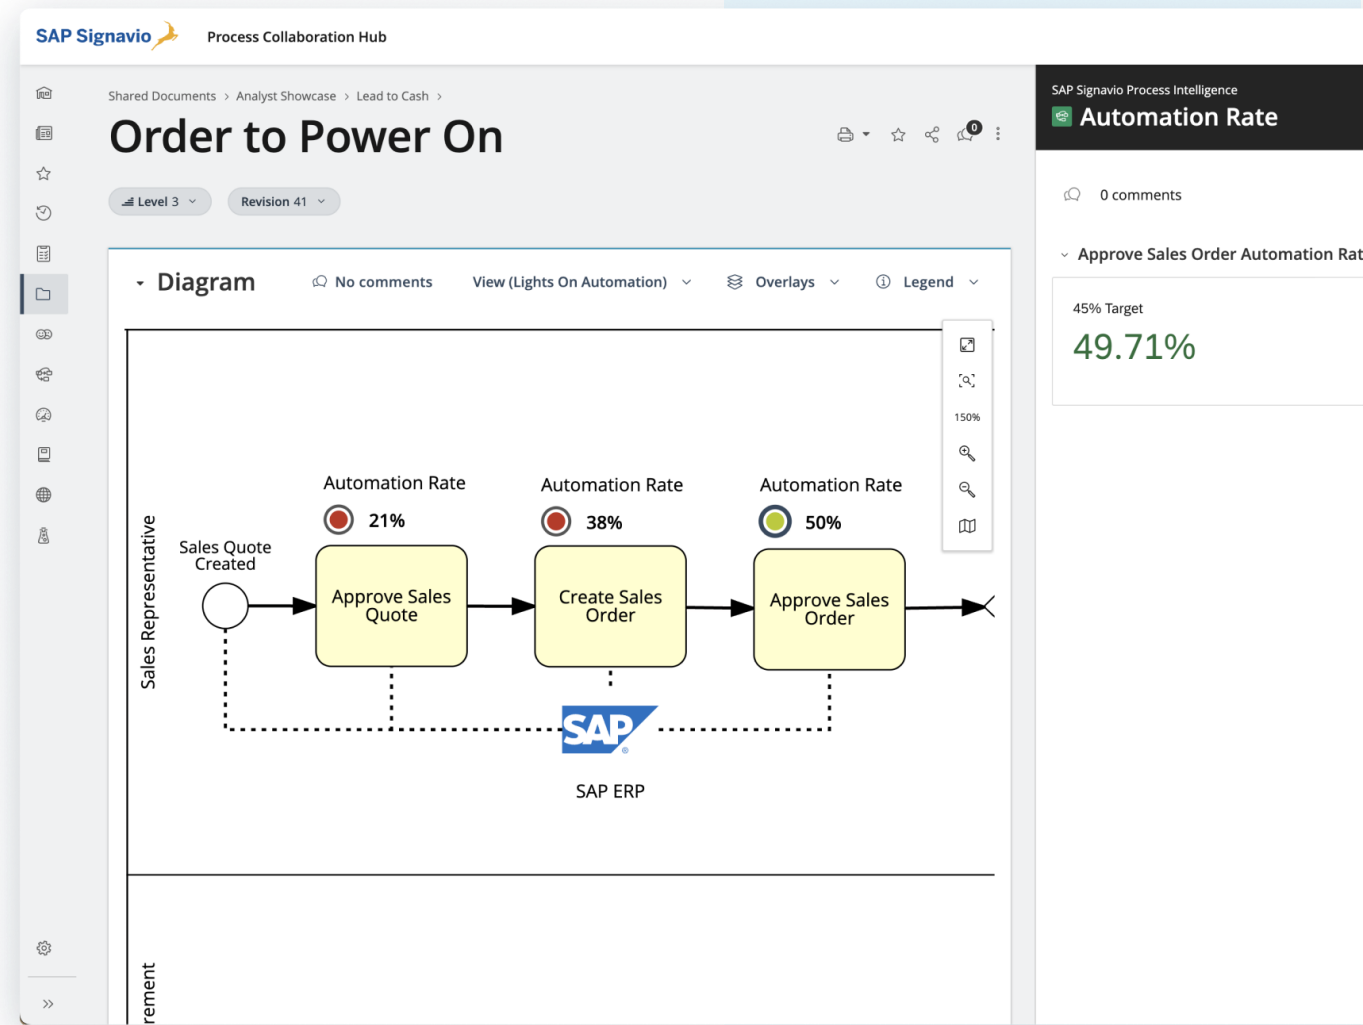 SAP Signavio
Process Collaboration Hub
Shared Documents > Analyst Showcase > Lead to Cash >
Order to Power On
0
Level 3
Revision 41
Diagram
No comments
View (Lights On Automation)
Overlays
Legend
150%
Sales Representative
Sales Quote
Created
Automation Rate
21%
Approve Sales
Quote
Automation Rate
38%
Create Sales
Order
Automation Rate
50%
Approve Sales
Order
SAP
®
SAP ERP
rement
SAP Signavio Process Intelligence
Automation Rate
0 comments
Approve Sales Order Automation Rat
45% Target
49.71%